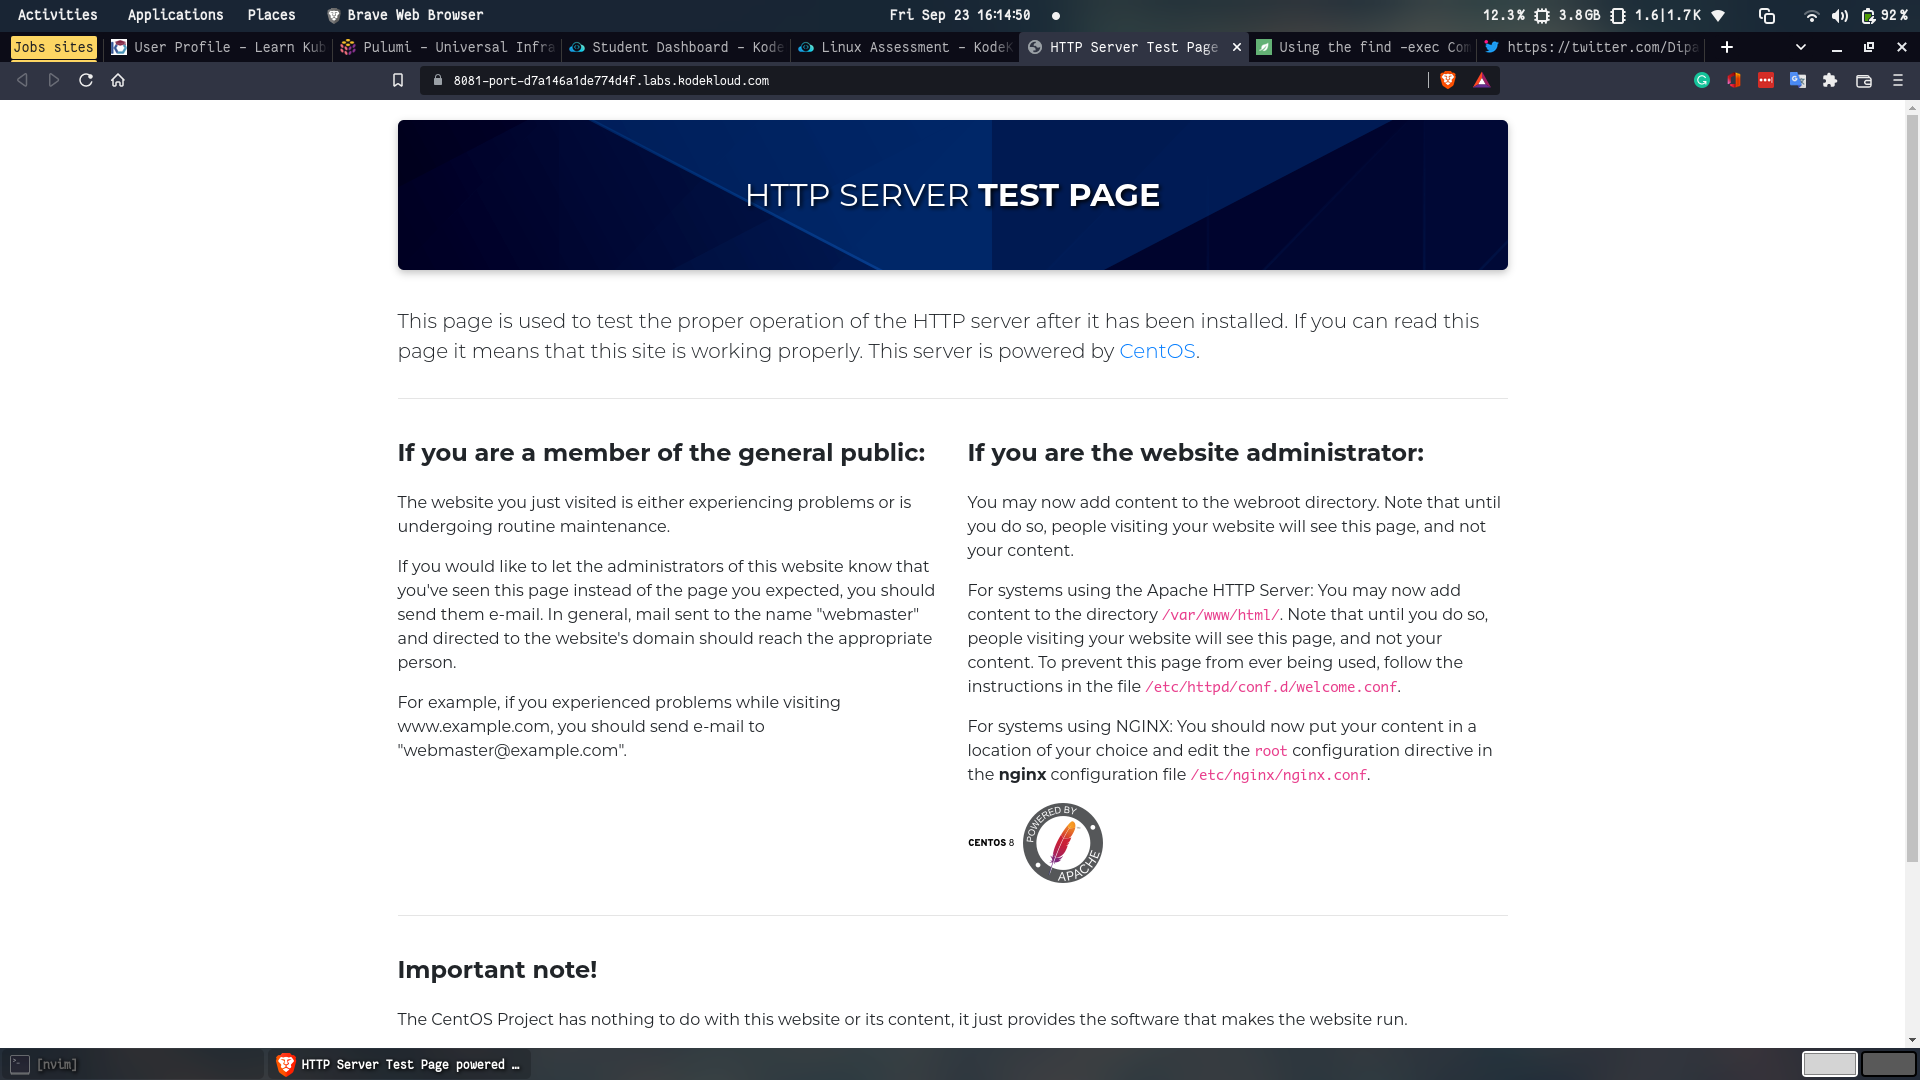 Activities Applications Places Brave Web Browser Fri Sep 23 16:14:50 12.3% 3.8GB 1.6|1.7K 92%
Jobs sites User Profile – Learn Kub Pulumi – Universal Infra Student Dashboard – Kode Linux Assessment – KodeK HTTP Server Test Page Using the find –exec Com https://twitter.com/Dipa
8081-port-d7a146a1de774d4f.labs.kodekloud.com
HTTP SERVER TEST PAGE
This page is used to test the proper operation of the HTTP server after it has been installed. If you can read this
page it means that this site is working properly. This server is powered by CentOS.
If you are a member of the general public:
The website you just visited is either experiencing problems or is
undergoing routine maintenance.
If you would like to let the administrators of this website know that
you've seen this page instead of the page you expected, you should
send them e-mail. In general, mail sent to the name "webmaster"
and directed to the website's domain should reach the appropriate
person.
For example, if you experienced problems while visiting
www.example.com, you should send e-mail to
"webmaster@example.com".
If you are the website administrator:
You may now add content to the webroot directory. Note that until
you do so, people visiting your website will see this page, and not
your content.
For systems using the Apache HTTP Server: You may now add
content to the directory /var/www/html/. Note that until you do so,
people visiting your website will see this page, and not your
content. To prevent this page from ever being used, follow the
instructions in the file /etc/httpd/conf.d/welcome.conf.
For systems using NGINX: You should now put your content in a
location of your choice and edit the root configuration directive in
the nginx configuration file /etc/nginx/nginx.conf.
CENTOS 8
POWERED BY
APACHE
Important note!
The CentOS Project has nothing to do with this website or its content, it just provides the software that makes the website run.
[nvim] HTTP Server Test Page powered …